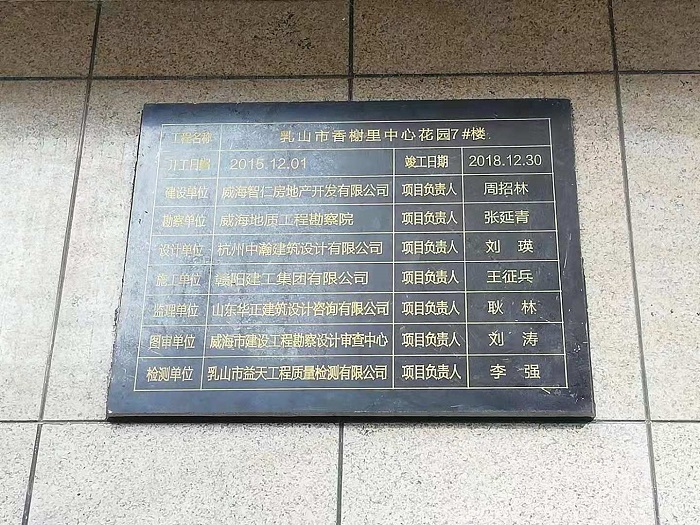 工程名称 乳山市香榭里中心花园7#楼
开工日期 2015.12.01 竣工日期 2018.12.30
建设单位 威海智仁房地产开发有限公司 项目负责人 周招林
勘察单位 威海地质工程勘察院 项目负责人 张延青
设计单位 杭州中瀚建筑设计有限公司 项目负责人 刘 瑛
施工单位 赣阳建工集团有限公司 项目负责人 王征兵
监理单位 山东华正建筑设计咨询有限公司 项目负责人 耿 林
图审单位 威海市建设工程勘察设计审查中心 项目负责人 刘 涛
检测单位 乳山市益天工程质量检测有限公司 项目负责人 李 强